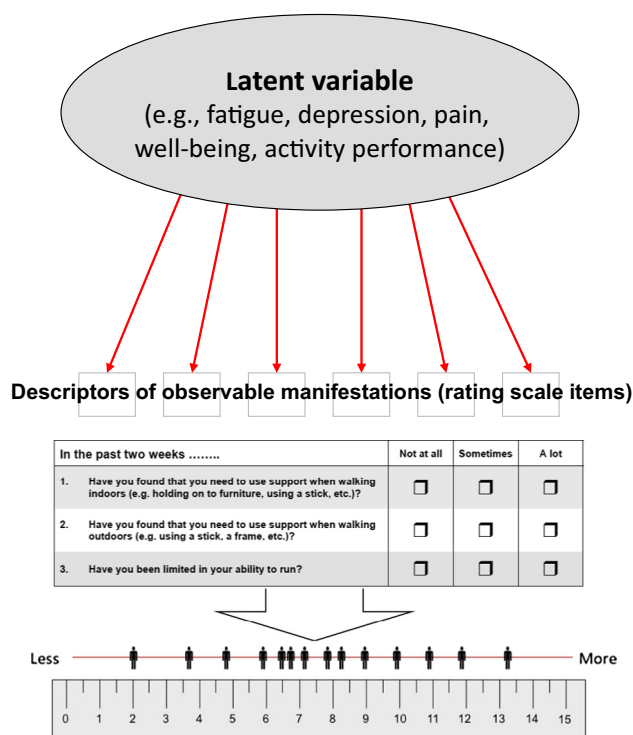 Latent variable
(e.g., fatigue, depression, pain,
well-being, activity performance)
Descriptors of observable manifestations (rating scale items)
In the past two weeks ........ Not at all Sometimes A lot
1. Have you found that you need to use support when walking
indoors (e.g. holding on to furniture, using a stick, etc.)?
2. Have you found that you need to use support when walking
outdoors (e.g. using a stick, a frame, etc.)?
3. Have you been limited in your ability to run?
Less More
0 1 2 3 4 5 6 7 8 9 10 11 12 13 14 15